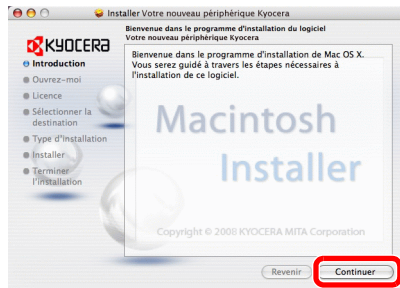 Installer Votre nouveau périphérique Kyocera
KYOCERA
Bienvenue dans le programme d'installation du logiciel
Votre nouveau périphérique Kyocera
Introduction
Ouvrez-moi
Licence
Sélectionner la
destination
Type d'installation
Installer
Terminer
l'installation
Bienvenue dans le programme d'installation de Mac OS X.
Vous serez guidé à travers les étapes nécessaires à
l'installation de ce logiciel.
Macintosh
Installer
Copyright © 2008 KYOCERA MITA Corporation
Revenir
Continuer